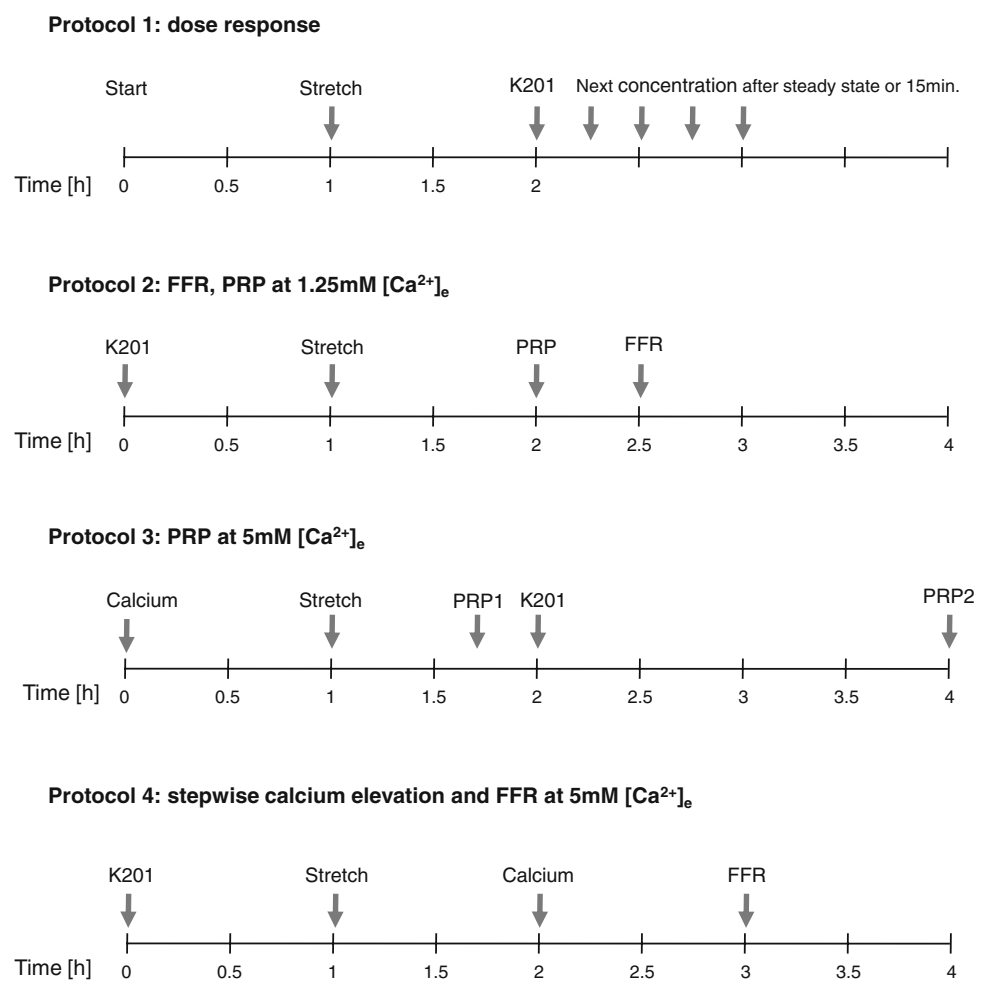 Protocol 1: dose response
Start Stretch K201 Next concentration after steady state or 15min.
Time [h] 0 0.5 1 1.5 2
Protocol 2: FFR, PRP at 1.25mM [Ca²⁺]ₑ
K201 Stretch PRP FFR
Time [h] 0 0.5 1 1.5 2 2.5 3 3.5 4
Protocol 3: PRP at 5mM [Ca²⁺]ₑ
Calcium Stretch PRP1 K201 PRP2
Time [h] 0 0.5 1 1.5 2 2.5 3 3.5 4
Protocol 4: stepwise calcium elevation and FFR at 5mM [Ca²⁺]ₑ
K201 Stretch Calcium FFR
Time [h] 0 0.5 1 1.5 2 2.5 3 3.5 4